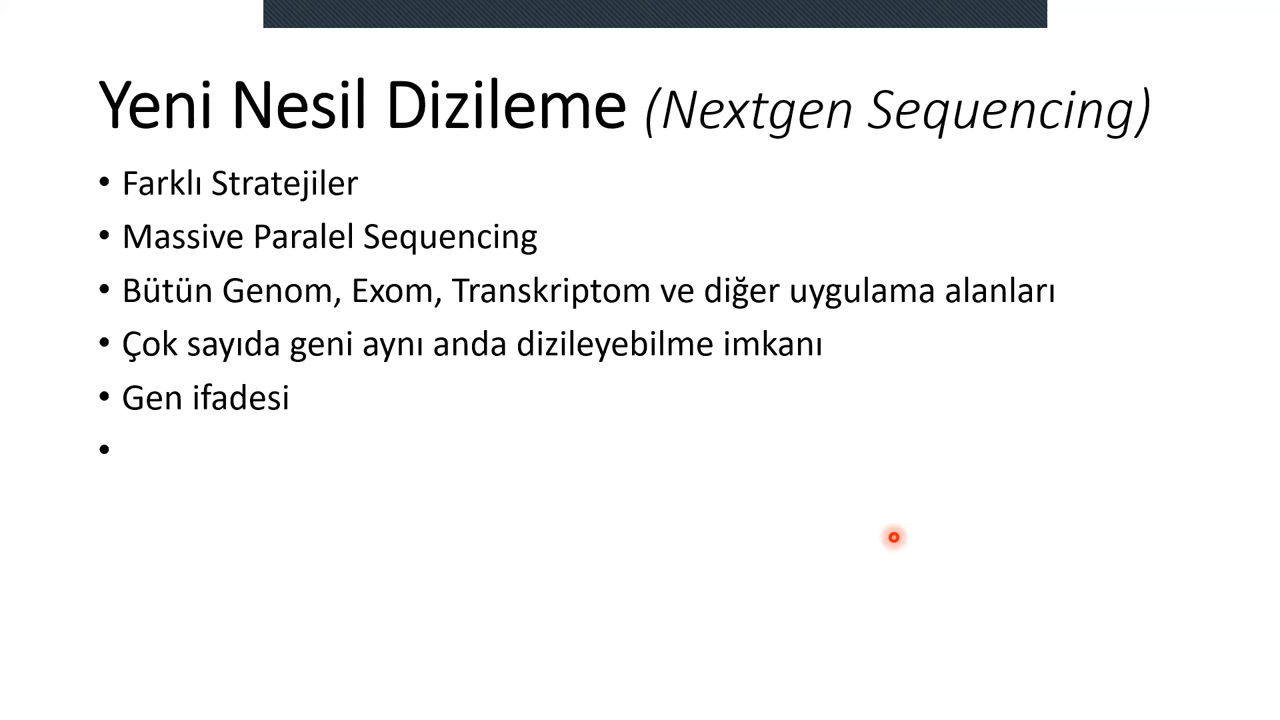 Yeni Nesil Dizileme (Nextgen Sequencing)
• Farklı Stratejiler
• Massive Paralel Sequencing
• Bütün Genom, Exom, Transkriptom ve diğer uygulama alanları
• Çok sayıda geni aynı anda dizileyebilme imkanı
• Gen ifadesi
•